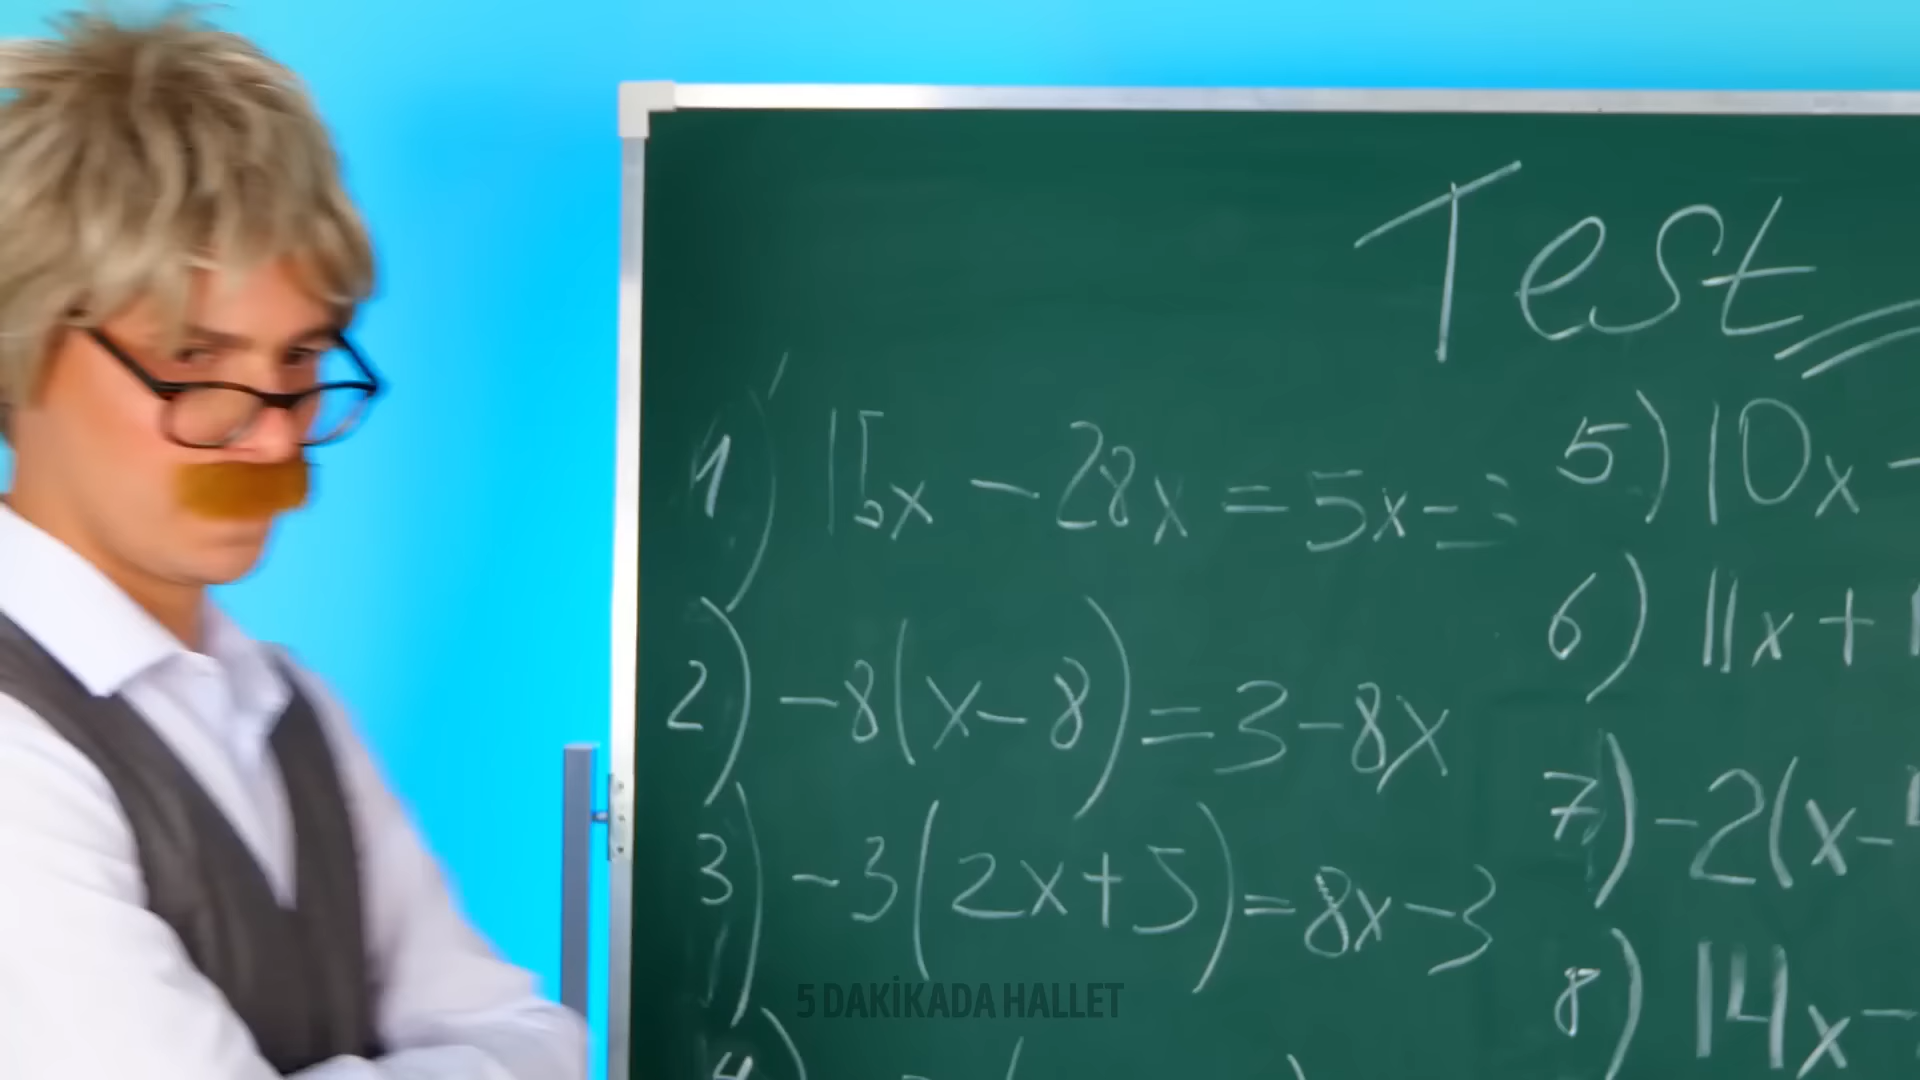 Test
1) 15x - 28x = 5x -
2) -8(x-8) = 3-8x
3) -3(2x+5) = 8x-3
4)
5) 10x -
6) 11x +
7) -2(x-
8) 14x -
5 DAKİKADA HALLET